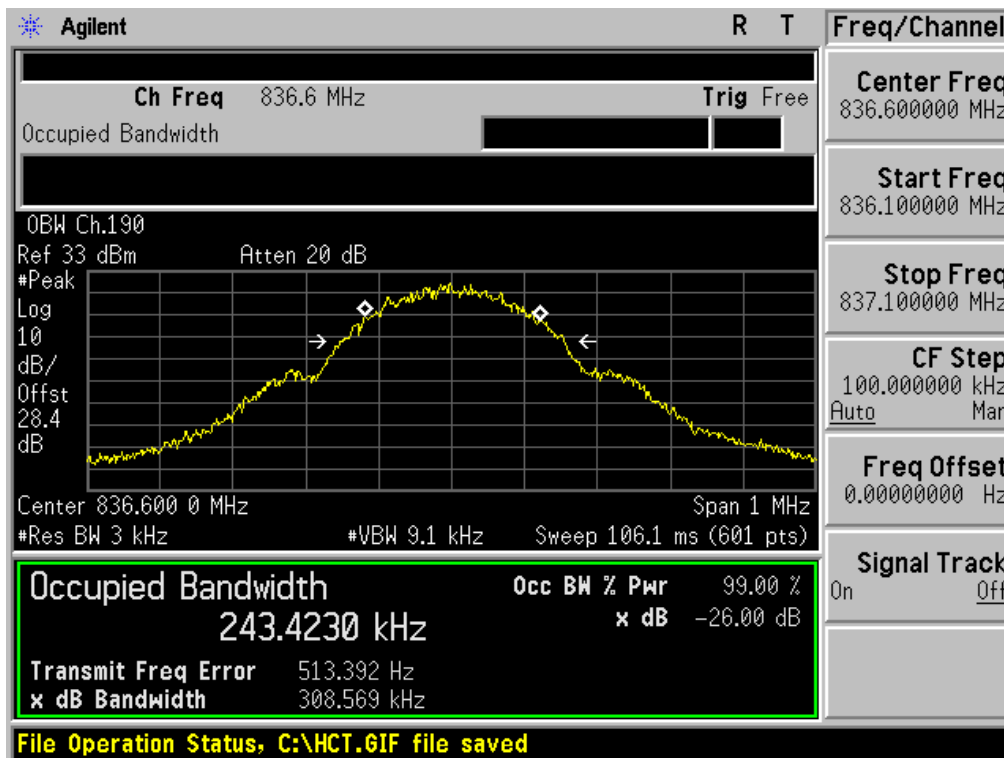 Agilent R T
Ch Freq 836.6 MHz Trig Free
Occupied Bandwidth
OBW Ch.190
Ref 33 dBm Atten 20 dB
#Peak
Log
10
dB/
Offst
28.4
dB
Center 836.600 0 MHz Span 1 MHz
#Res BW 3 kHz #VBW 9.1 kHz Sweep 106.1 ms (601 pts)
Occupied Bandwidth
243.4230 kHz
Occ BW % Pwr 99.00 %
x dB -26.00 dB
Transmit Freq Error 513.392 Hz
x dB Bandwidth 308.569 kHz
File Operation Status, C:\HCT.GIF file saved
Freq/Channel
Center Freq
836.600000 MHz
Start Freq
836.100000 MHz
Stop Freq
837.100000 MHz
CF Step
100.000000 kHz
Auto Man
Freq Offset
0.00000000 Hz
Signal Track
On Off